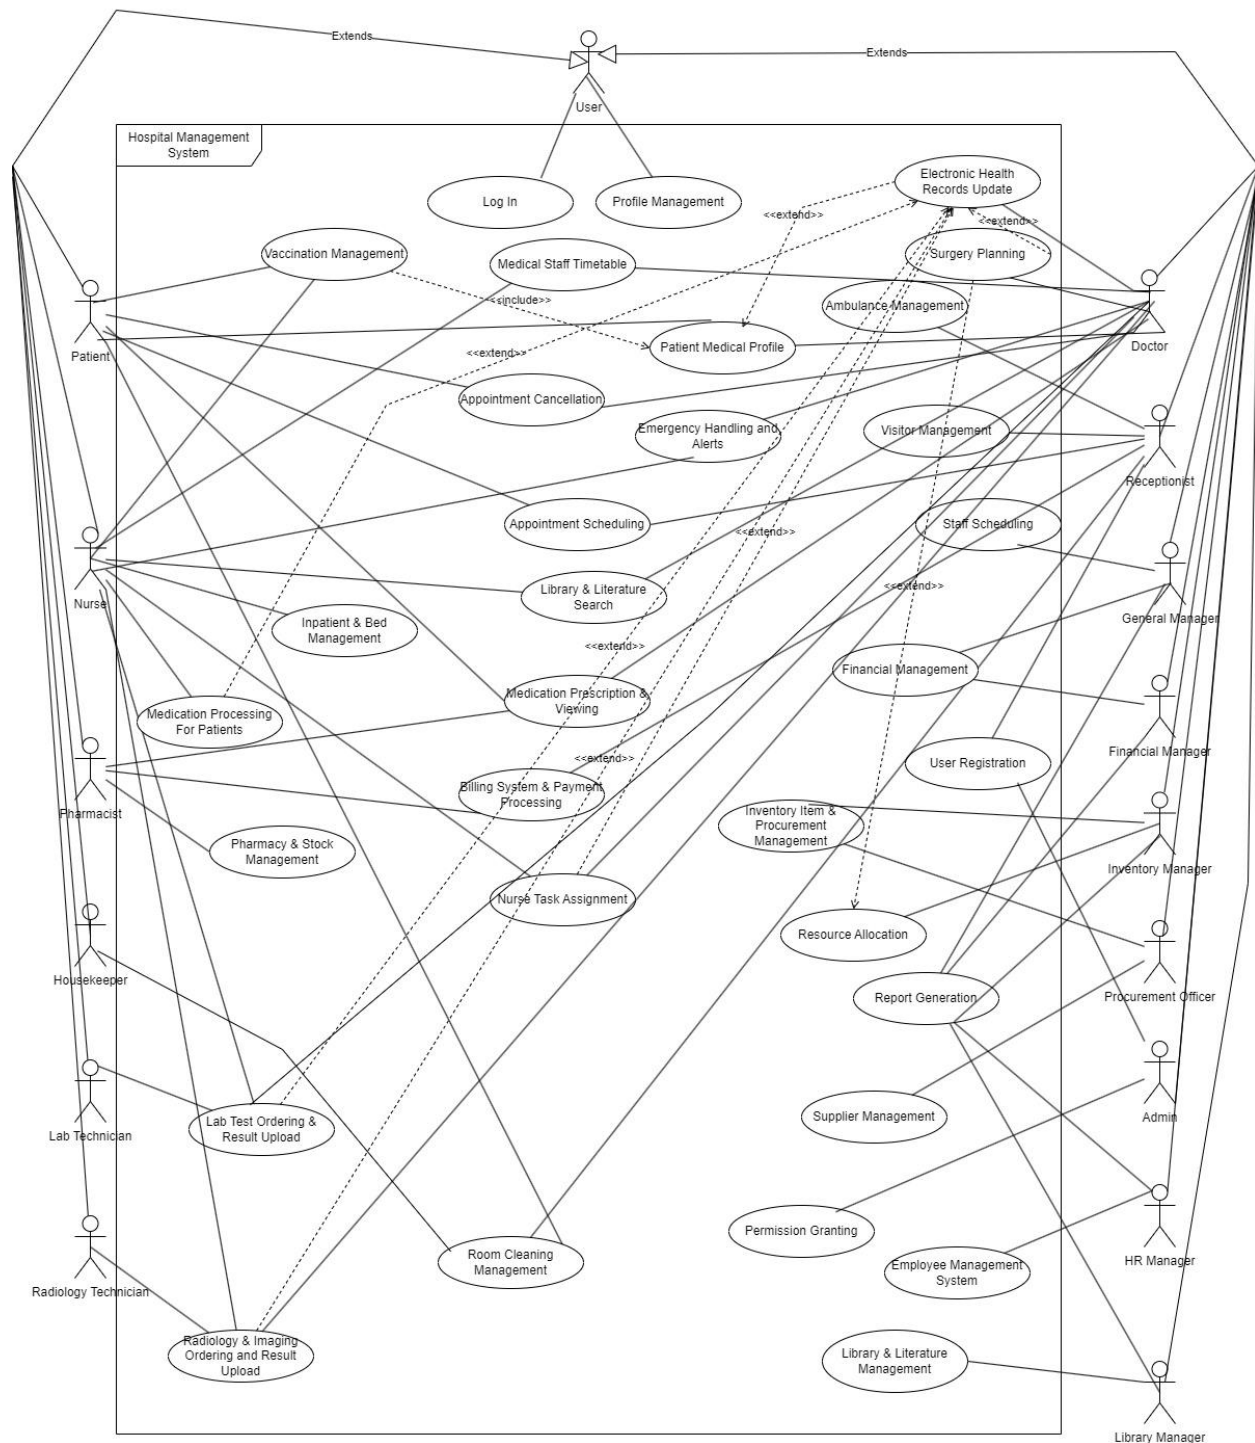 Extends
Extends
User
Hospital Management
System
Electronic Health
Records Update
Log In
Profile Management
<<extend>>
<<extend>>
Vaccination Management
Medical Staff Timetable
Surgery Planning
<<include>>
Ambulance Management
Patient
Patient Medical Profile
Doctor
<<extend>>
Appointment Cancellation
Emergency Handling and
Alerts
Visitor Management
Receptionist
Appointment Scheduling
Staff Scheduling
<<extend>>
<<extend>>
Nurse
Library & Literature
Search
General Manager
Inpatient & Bed
Management
<<extend>>
Financial Management
Medication Processing
For Patients
Medication Prescription &
Viewing
Financial Manager
<<extend>>
User Registration
Pharmacist
Billing System & Payment
Processing
Inventory Item &
Procurement
Management
Pharmacy & Stock
Management
Inventory Manager
Nurse Task Assignment
Resource Allocation
Housekeeper
Report Generation
Procurement Officer
Lab Test Ordering &
Result Upload
Supplier Management
Admin
Lab Technician
Permission Granting
Room Cleaning
Management
Employee Management
System
HR Manager
Radiology Technician
Radiology & Imaging
Ordering and Result
Upload
Library & Literature
Management
Library Manager